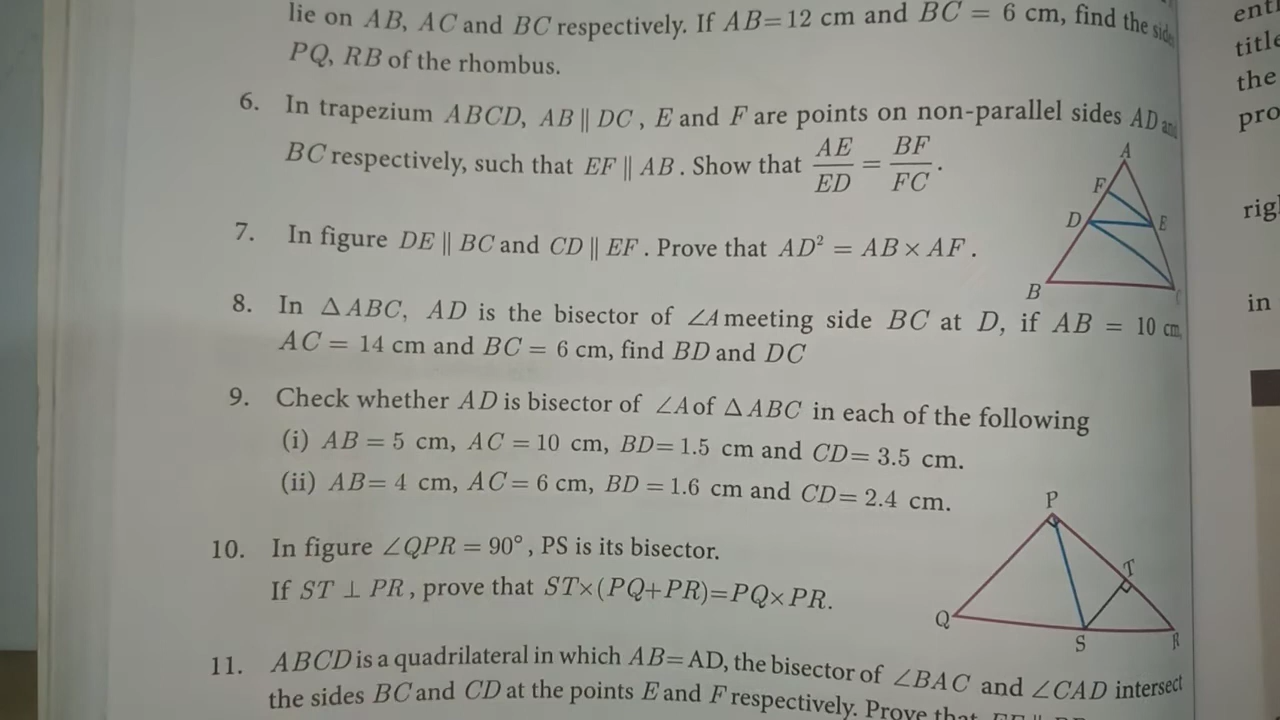 lie on AB, AC and BC respectively. If AB=12 cm and BC = 6 cm, find the
PQ, RB of the rhombus.
6. In trapezium ABCD, AB || DC, E and F are points on non-parallel sides AD and
BC respectively, such that EF || AB. Show that AE/ED = BF/FC.
7. In figure DE || BC and CD || EF. Prove that AD² = AB × AF.
8. In ΔABC, AD is the bisector of ∠A meeting side BC at D, if AB = 10 cm,
AC = 14 cm and BC = 6 cm, find BD and DC
9. Check whether AD is bisector of ∠A of ΔABC in each of the following
(i) AB = 5 cm, AC = 10 cm, BD= 1.5 cm and CD= 3.5 cm.
(ii) AB= 4 cm, AC= 6 cm, BD = 1.6 cm and CD= 2.4 cm.
10. In figure ∠QPR = 90°, PS is its bisector.
If ST ⊥ PR, prove that ST×(PQ+PR)=PQ×PR.
11. ABCD is a quadrilateral in which AB=AD, the bisector of ∠BAC and ∠CAD intersect
the sides BC and CD at the points E and F respectively. Prove that
A
F
D
E
B
C
P
T
Q
S
R
title
the
pro
in